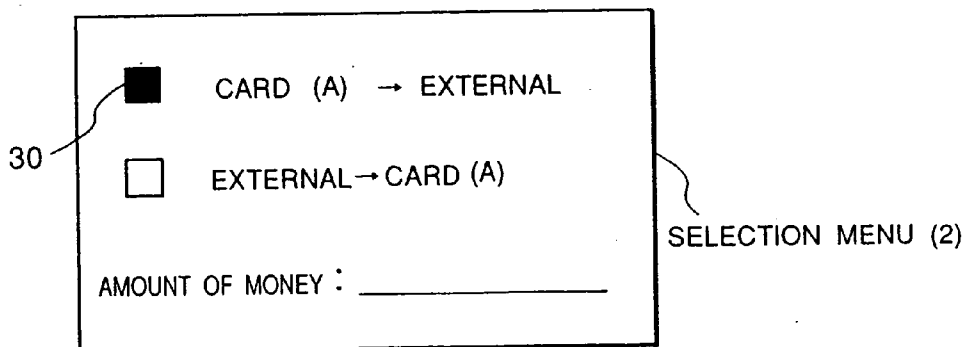 CARD (A) → EXTERNAL
30
EXTERNAL→CARD (A)
SELECTION MENU (2)
AMOUNT OF MONEY :